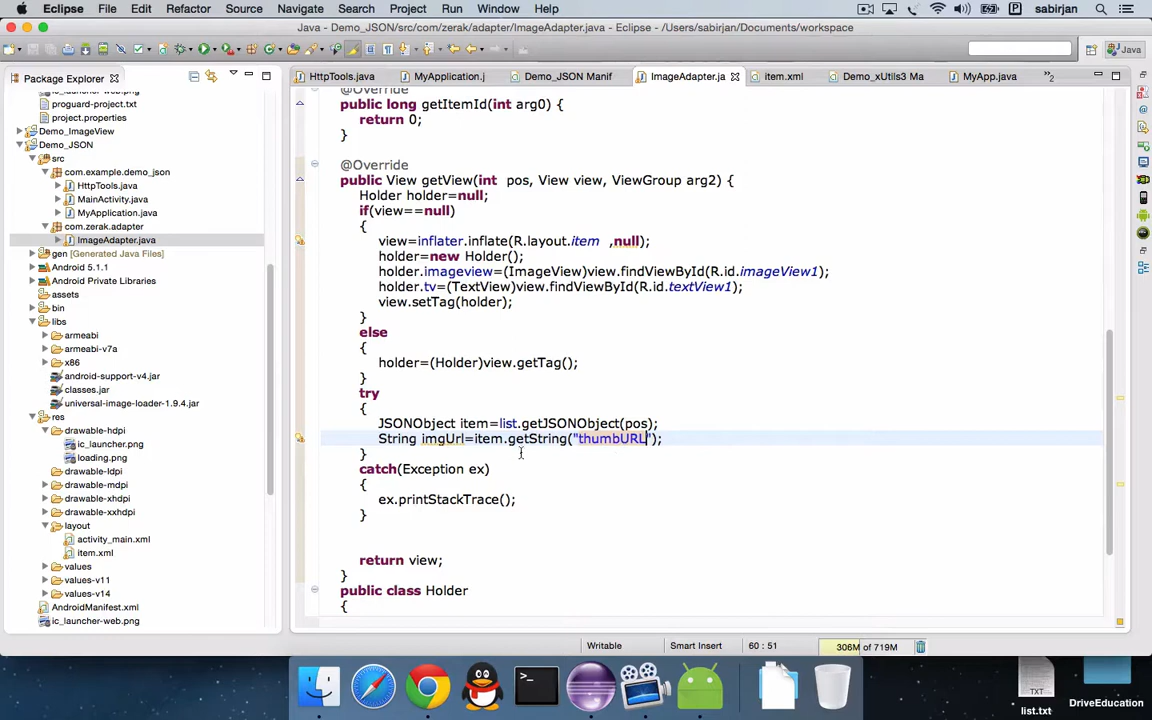 Eclipse File Edit Refactor Source Navigate Search Project Run Window Help sabirjan
Java - Demo_JSON/src/com/zerak/adapter/ImageAdapter.java - Eclipse - /Users/sabirjan/Documents/workspace
Java
Package Explorer
HttpTools.java MyApplication.j Demo_JSON Manif ImageAdapter.ja item.xml Demo_xUtils3 Ma MyApp.java »2
ic_launcher-web.png
proguard-project.txt
project.properties
Demo_ImageView
Demo_JSON
src
com.example.demo_json
HttpTools.java
MainActivity.java
MyApplication.java
com.zerak.adapter
ImageAdapter.java
gen [Generated Java Files]
Android 5.1.1
Android Private Libraries
assets
bin
libs
armeabi
armeabi-v7a
x86
android-support-v4.jar
classes.jar
universal-image-loader-1.9.4.jar
res
drawable-hdpi
ic_launcher.png
loading.png
drawable-ldpi
drawable-mdpi
drawable-xhdpi
drawable-xxhdpi
layout
activity_main.xml
item.xml
values
values-v11
values-v14
AndroidManifest.xml
ic_launcher-web.png
@Override
public long getItemId(int arg0) {
return 0;
}
@Override
public View getView(int pos, View view, ViewGroup arg2) {
Holder holder=null;
if(view==null)
{
view=inflater.inflate(R.layout.item ,null);
holder=new Holder();
holder.imageview=(ImageView)view.findViewById(R.id.imageView1);
holder.tv=(TextView)view.findViewById(R.id.textView1);
view.setTag(holder);
}
else
{
holder=(Holder)view.getTag();
}
try
{
JSONObject item=list.getJSONObject(pos);
String imgUrl=item.getString("thumbURL");
}
catch(Exception ex)
{
ex.printStackTrace();
}
return view;
}
public class Holder
{
Writable Smart Insert 60 : 51 306M of 719M
TXT
list.txt
DriveEducation